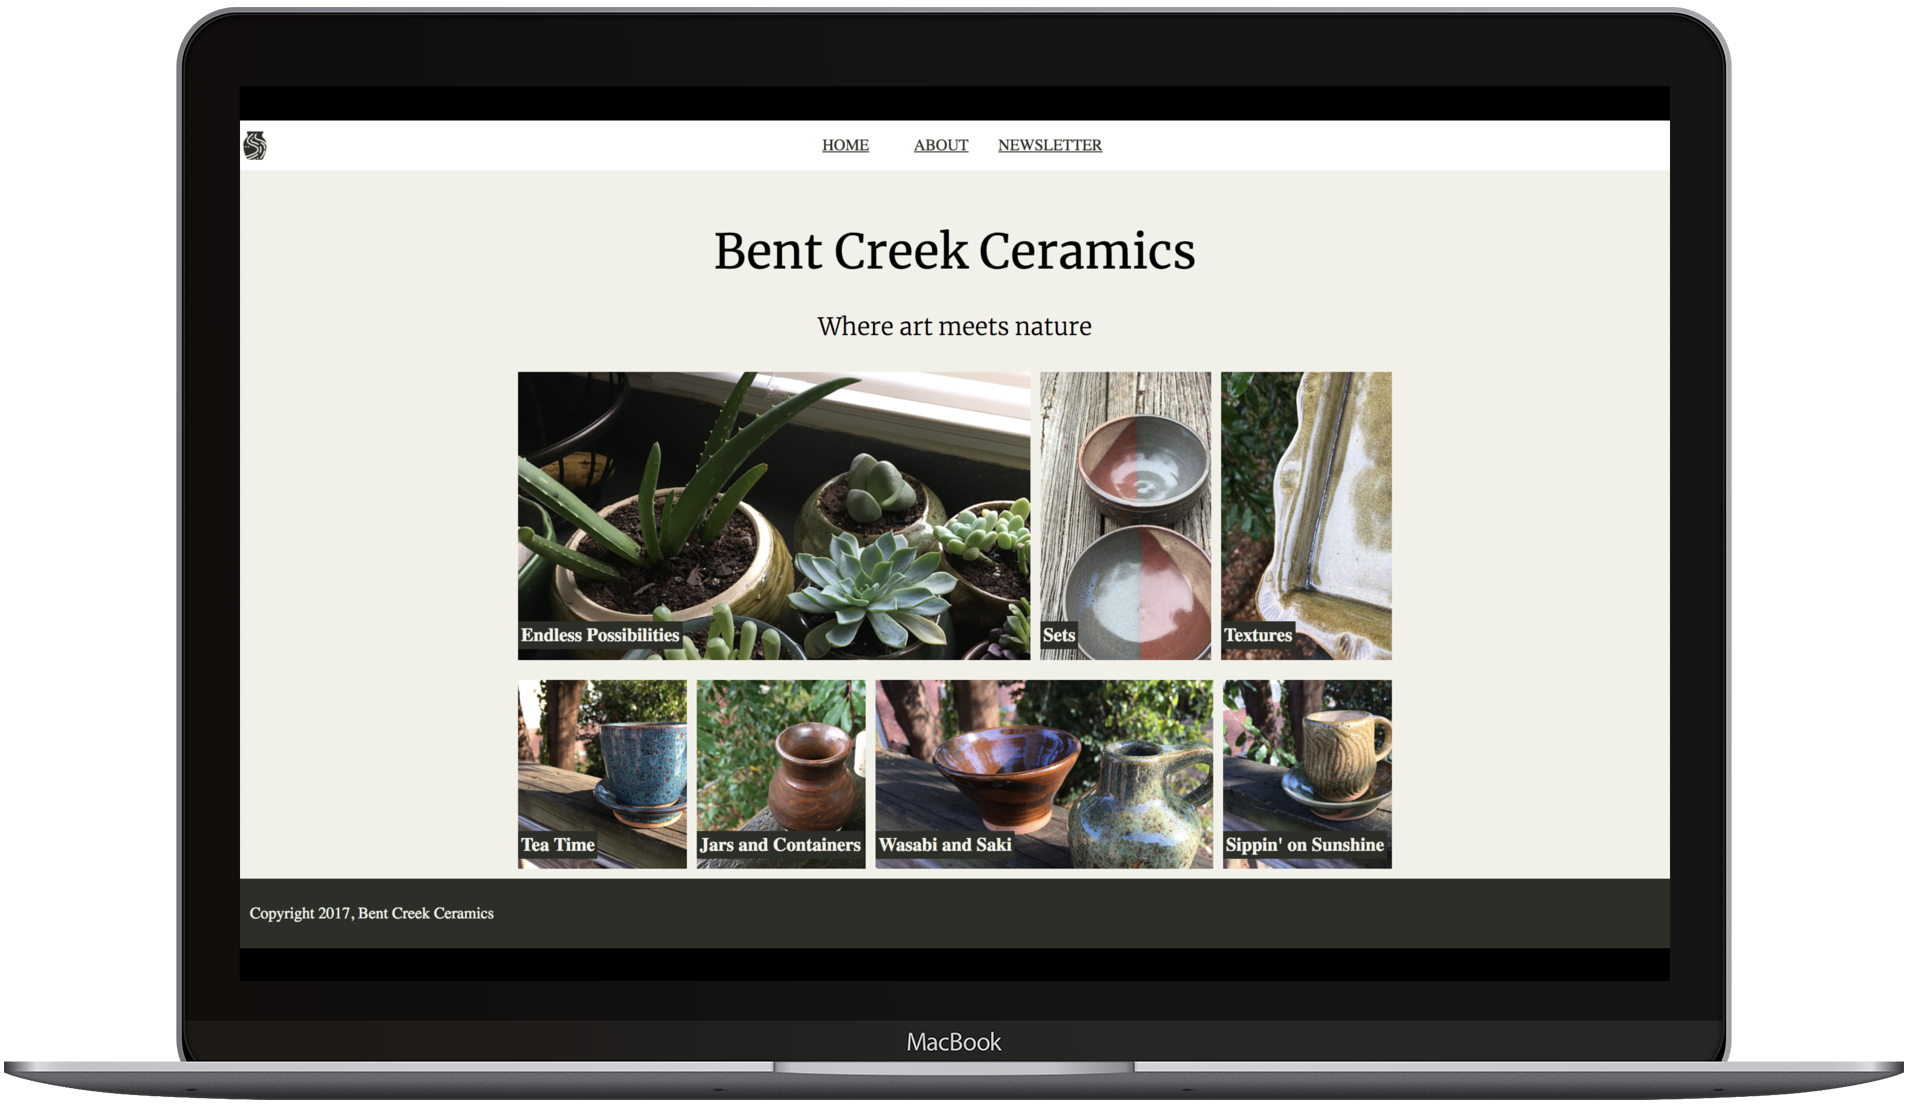 HOME ABOUT NEWSLETTER
Bent Creek Ceramics
Where art meets nature
Endless Possibilities
Sets
Textures
Tea Time
Jars and Containers
Wasabi and Saki
Sippin' on Sunshine
Copyright 2017, Bent Creek Ceramics
MacBook